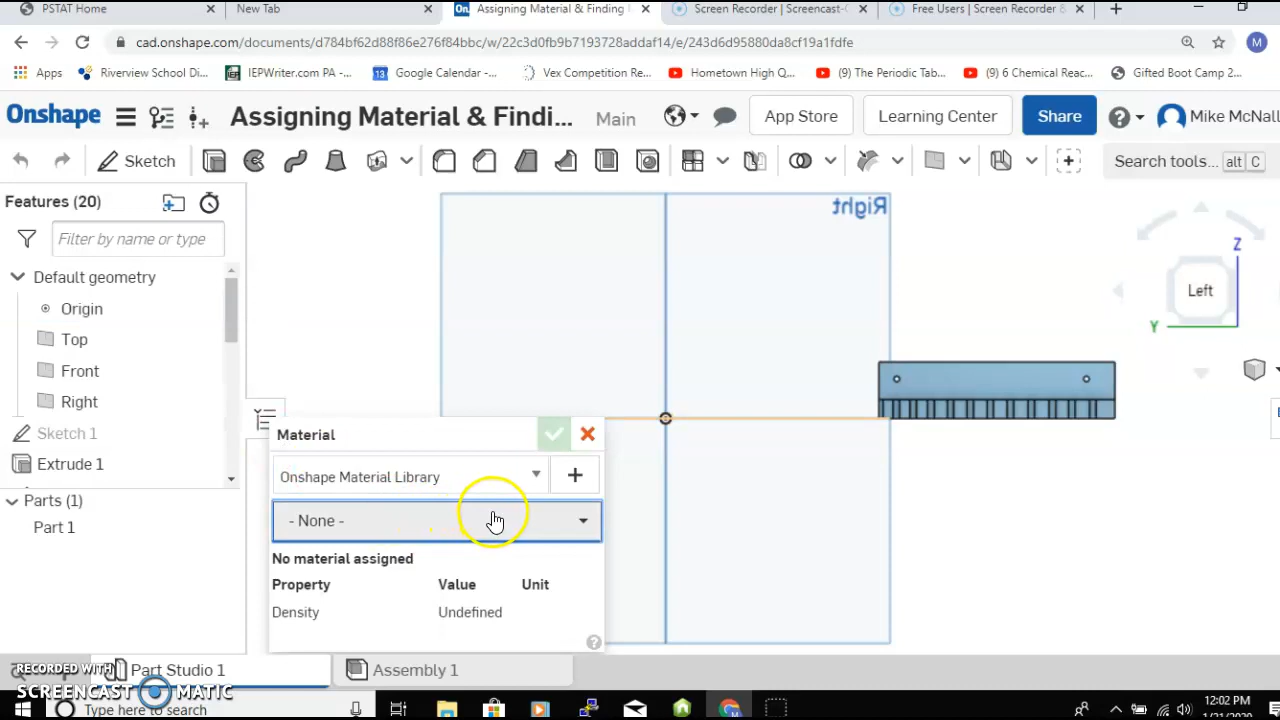 PSTAT Home
New Tab
On. Assigning Material & Finding
Screen Recorder | Screencast-
Free Users | Screen Recorder &
cad.onshape.com/documents/d784bf62d88f86e276f84bbc/w/22c3d0fb9b7193728addaf14/e/243d6d95880da8cf19a1fdfe
M
Apps
Riverview School Di...
IEP
IEPWriter.com PA -...
13
Google Calendar -...
Vex Competition Re...
Hometown High Q...
(9) The Periodic Tab...
(9) 6 Chemical Reac...
Gifted Boot Camp 2...
Onshape
Assigning Material & Findi...
Main
App Store
Learning Center
Share
Mike McNall
Sketch
Search tools... alt C
Features (20)
Filter by name or type
Default geometry
Origin
Top
Front
Right
Sketch 1
Extrude 1
Parts (1)
Part 1
Right
Z
Left
Y
Material
Onshape Material Library
- None -
No material assigned
Property Value Unit
Density Undefined
Part Studio 1
Assembly 1
RECORDED WITH
SCREENCAST MATIC
Type here to search
12:02 PM
1/21/2020